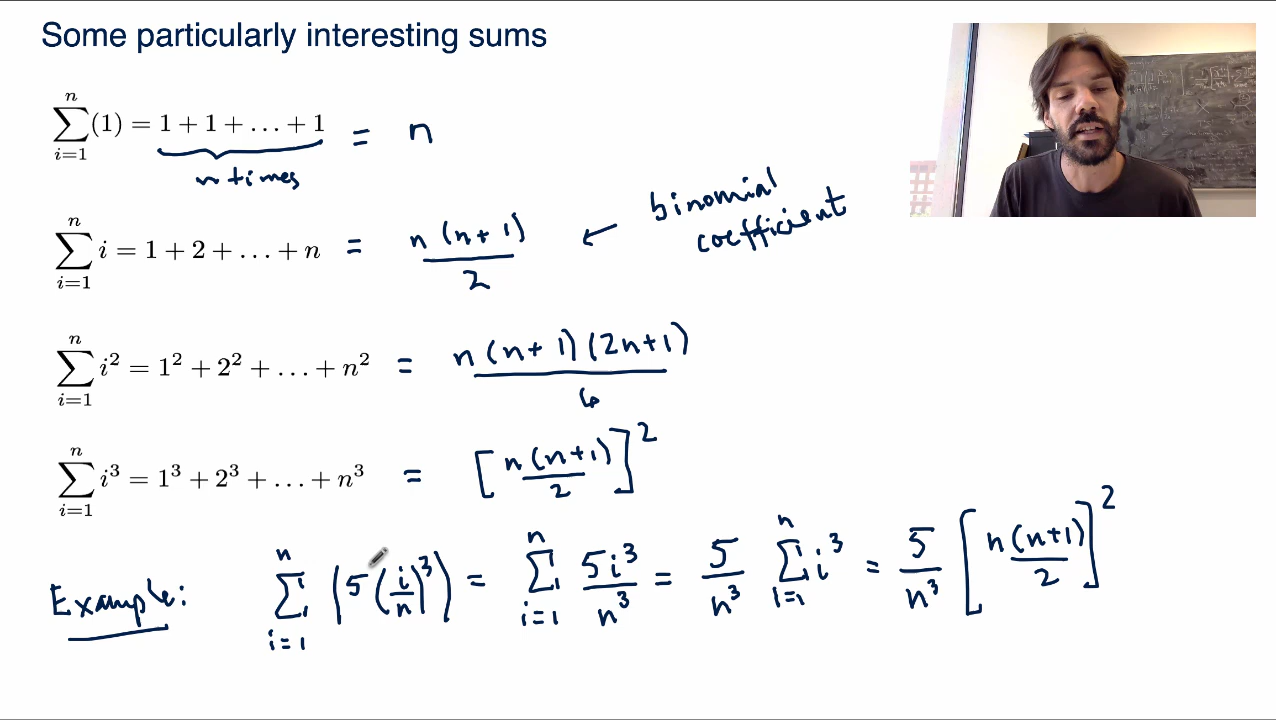 Some particularly interesting sums
∑_{i=1}^{n} (1) = 1 + 1 + … + 1 = n
n times
∑_{i=1}^{n} i = 1 + 2 + … + n = n(n+1)/2 ← binomial coefficient
∑_{i=1}^{n} i² = 1² + 2² + … + n² = n(n+1)(2n+1)/6
∑_{i=1}^{n} i³ = 1³ + 2³ + … + n³ = [n(n+1)/2]²
Example: ∑_{i=1}^{n} (5(i/n)³) = ∑_{i=1}^{n} 5i³/n³ = 5/n³ ∑_{i=1}^{n} i³ = 5/n³ [n(n+1)/2]²